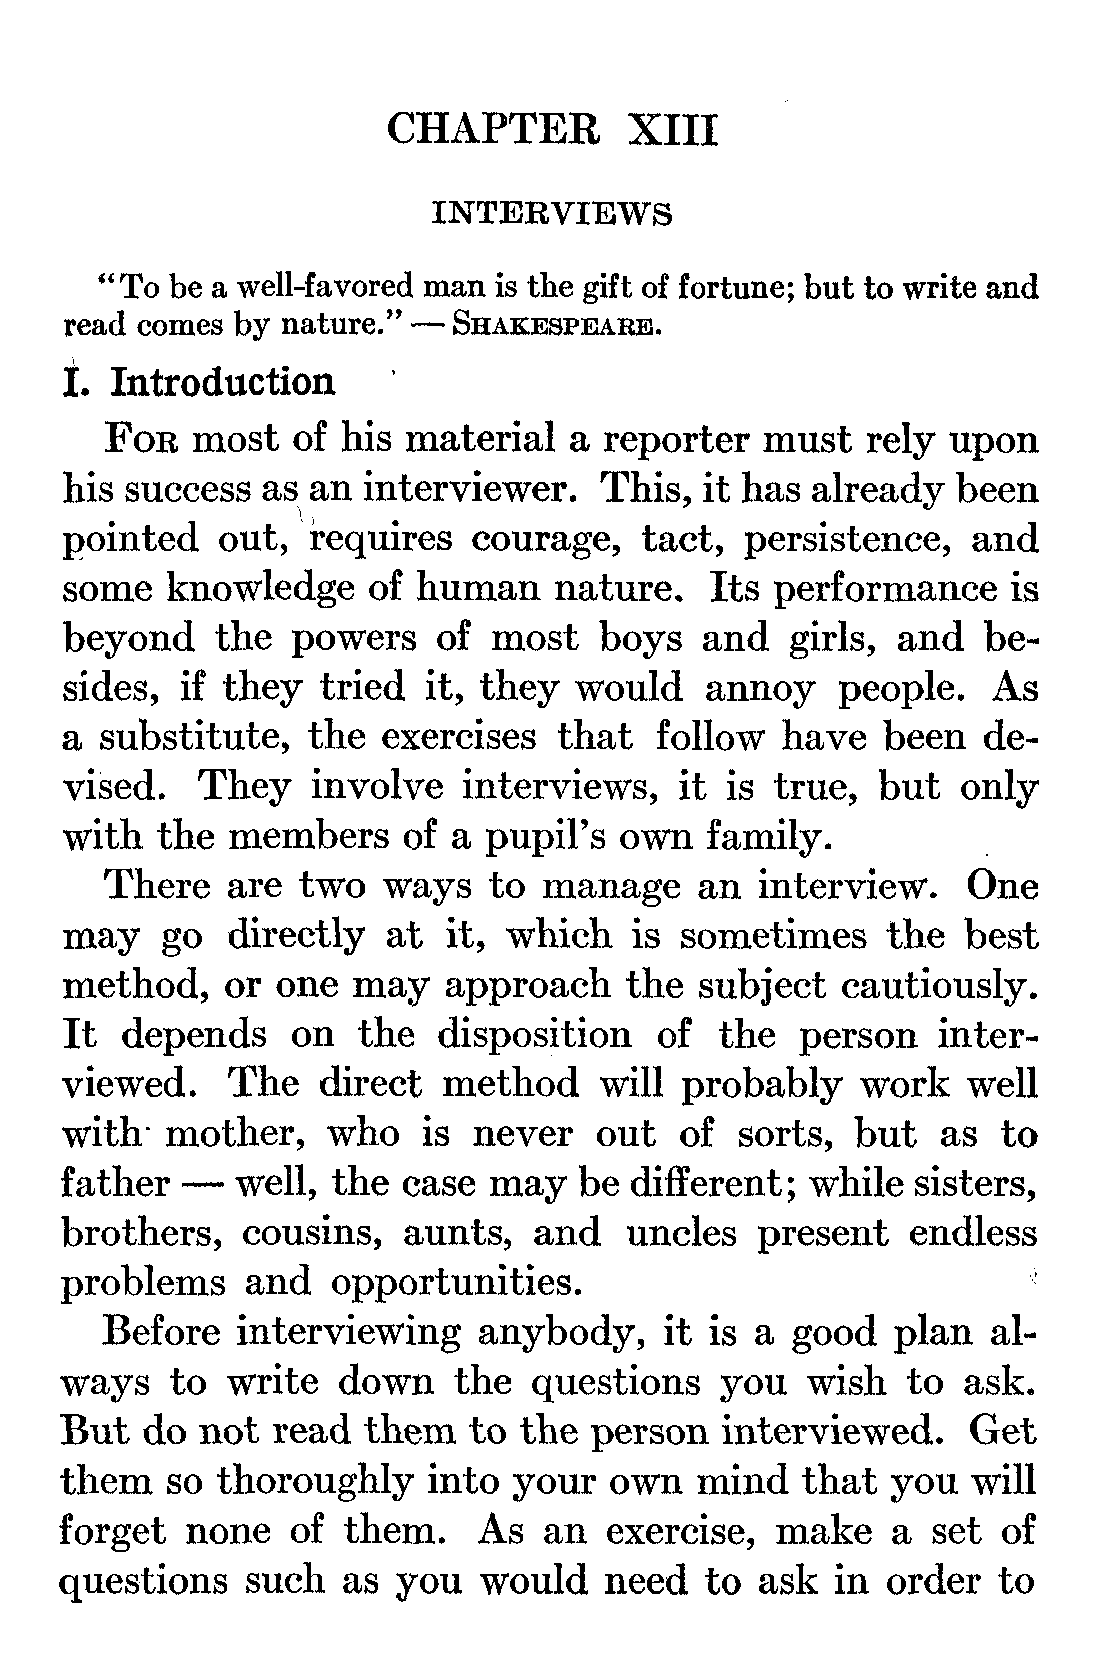 CHAPTER XIII
INTERVIEWS
“To be a well-favored man is the gift of fortune; but to write and
read comes by nature.” — SHAKESPEARE.
I. Introduction
FOR most of his material a reporter must rely upon
his success as an interviewer. This, it has already been
pointed out, requires courage, tact, persistence, and
some knowledge of human nature. Its performance is
beyond the powers of most boys and girls, and be-
sides, if they tried it, they would annoy people. As
a substitute, the exercises that follow have been de-
vised. They involve interviews, it is true, but only
with the members of a pupil’s own family.
There are two ways to manage an interview. One
may go directly at it, which is sometimes the best
method, or one may approach the subject cautiously.
It depends on the disposition of the person inter-
viewed. The direct method will probably work well
with mother, who is never out of sorts, but as to
father — well, the case may be different; while sisters,
brothers, cousins, aunts, and uncles present endless
problems and opportunities.
Before interviewing anybody, it is a good plan al-
ways to write down the questions you wish to ask.
But do not read them to the person interviewed. Get
them so thoroughly into your own mind that you will
forget none of them. As an exercise, make a set of
questions such as you would need to ask in order to